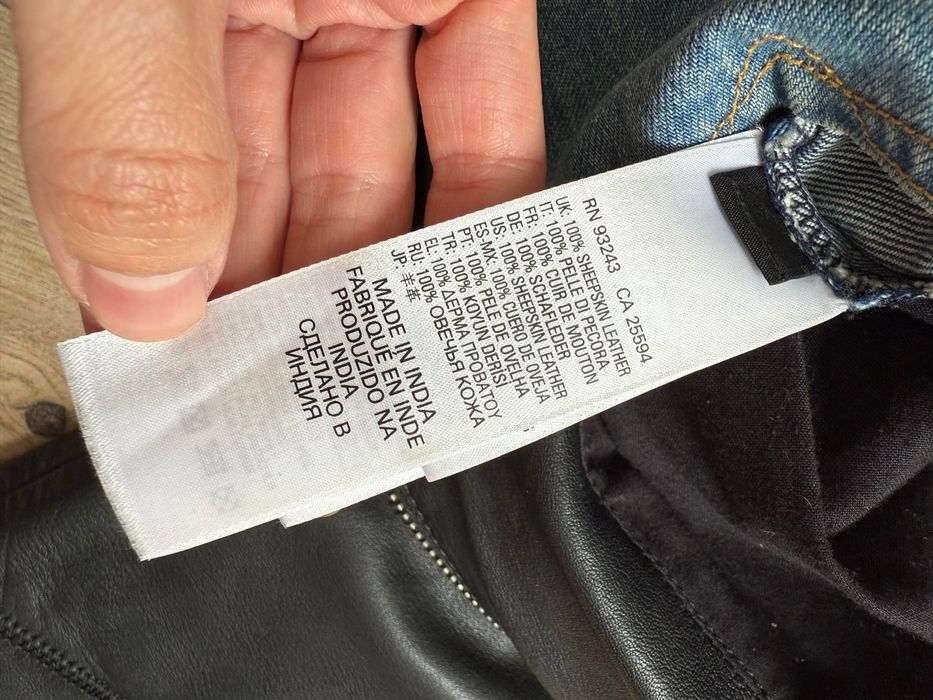 RN 93243 CA 25594
UK: 100% SHEEPSKIN LEATHER
IT: 100% PELLE DI PECORA
FR: 100% CUIR DE MOUTON
DE: 100% SCHAFLEDER
US: 100% SHEEPSKIN LEATHER
ES-MX: 100% CUERO DE OVEJA
PT: 100% PELE DE OVELHA
TR: 100% KOYUN DERİSİ
EL: 100% ΔΕΡΜΑ ΠΡΟΒΑΤΟΥ
RU: 100% ОВЕЧЬЯ КОЖА
JP: 羊革
MADE IN INDIA
FABRIQUÉ EN INDE
PRODUZIDO NA
INDIA
СДЕЛАНО В
ИНДИЯ